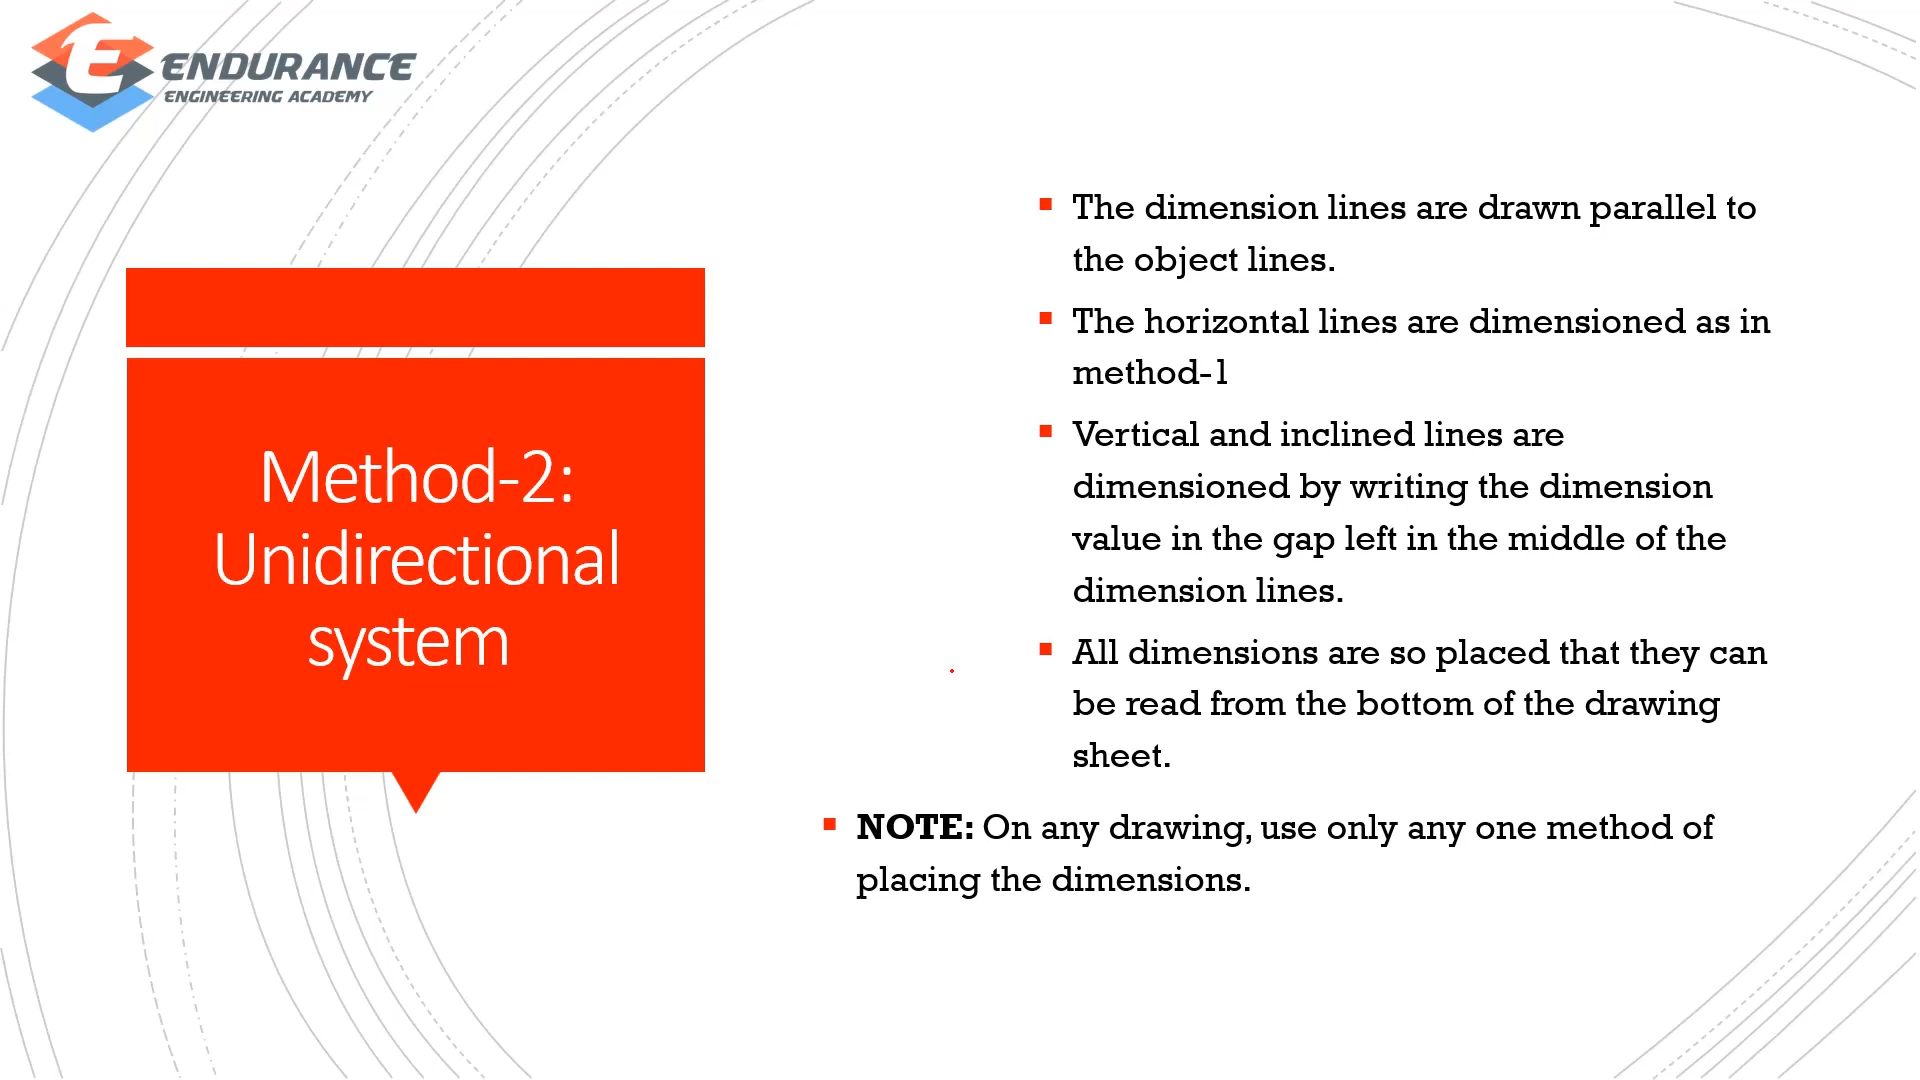 ENDURANCE
ENGINEERING ACADEMY
Method-2:
Unidirectional
system
The dimension lines are drawn parallel to
the object lines.
The horizontal lines are dimensioned as in
method-1
Vertical and inclined lines are
dimensioned by writing the dimension
value in the gap left in the middle of the
dimension lines.
All dimensions are so placed that they can
be read from the bottom of the drawing
sheet.
NOTE: On any drawing, use only any one method of
placing the dimensions.